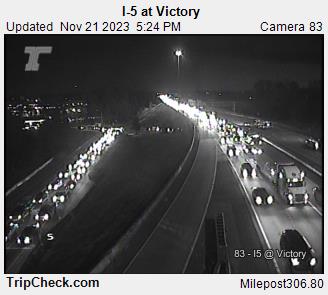 I-5 at Victory
Updated Nov 21 2023 5:24 PM Camera 83
T
S
83 - I5 @ Victory
TripCheck.com Milepost306.80